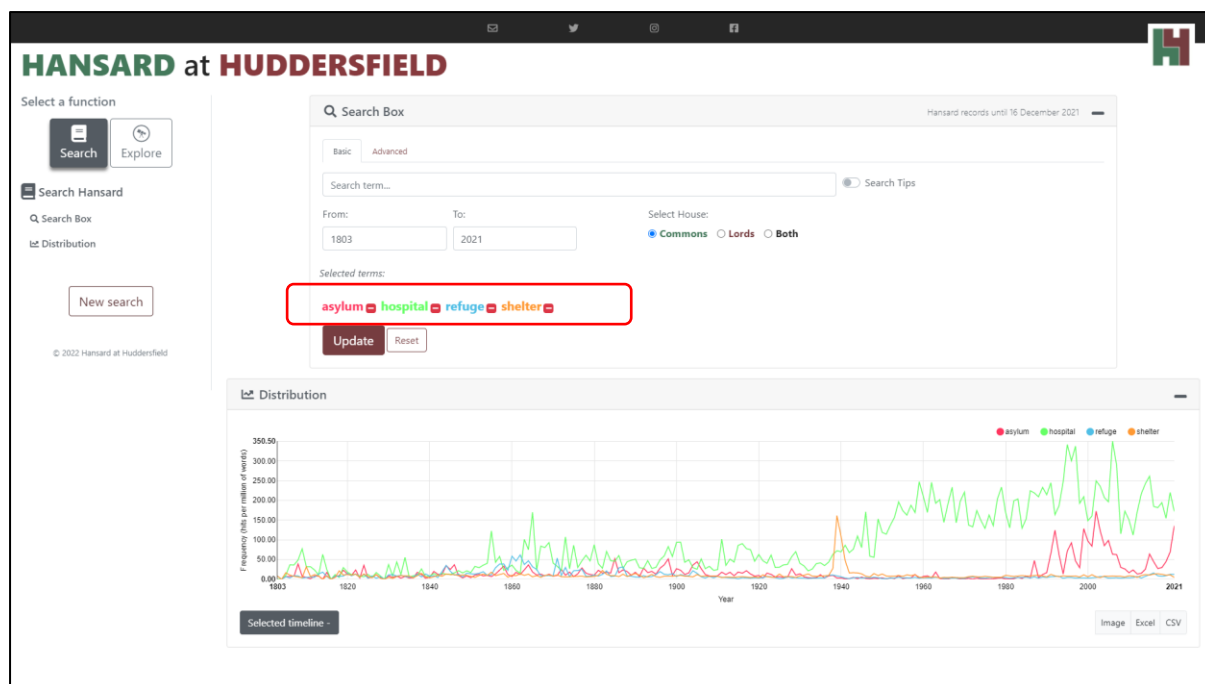 HANSARD at HUDDERSFIELD
Select a function
Search
Explore
Search Hansard
Search Box
Distribution
New search
© 2022 Hansard at Huddersfield
Search Box
Hansard records until 16 December 2021
Basic
Advanced
Search term...
Search Tips
From:
To:
Select House:
1803
2021
Commons
Lords
Both
Selected terms:
asylum hospital refuge shelter
Update
Reset
Distribution
asylum hospital refuge shelter
Frequency (hits per million of words)
350.50
300.00
250.00
200.00
150.00
100.00
50.00
0.00
1803 1820 1840 1860 1880 1900 1920 1940 1960 1980 2000 2021
Year
Selected timeline -
Image Excel CSV